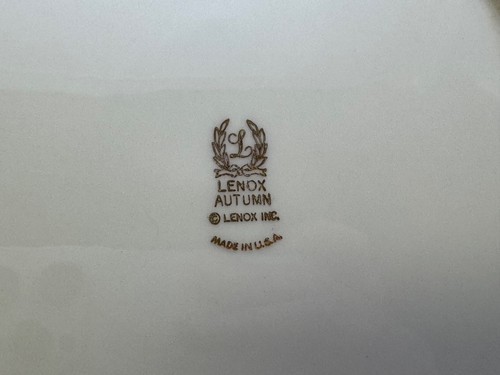 L
LENOX
AUTUMN
© LENOX INC.
MADE IN U.S.A.